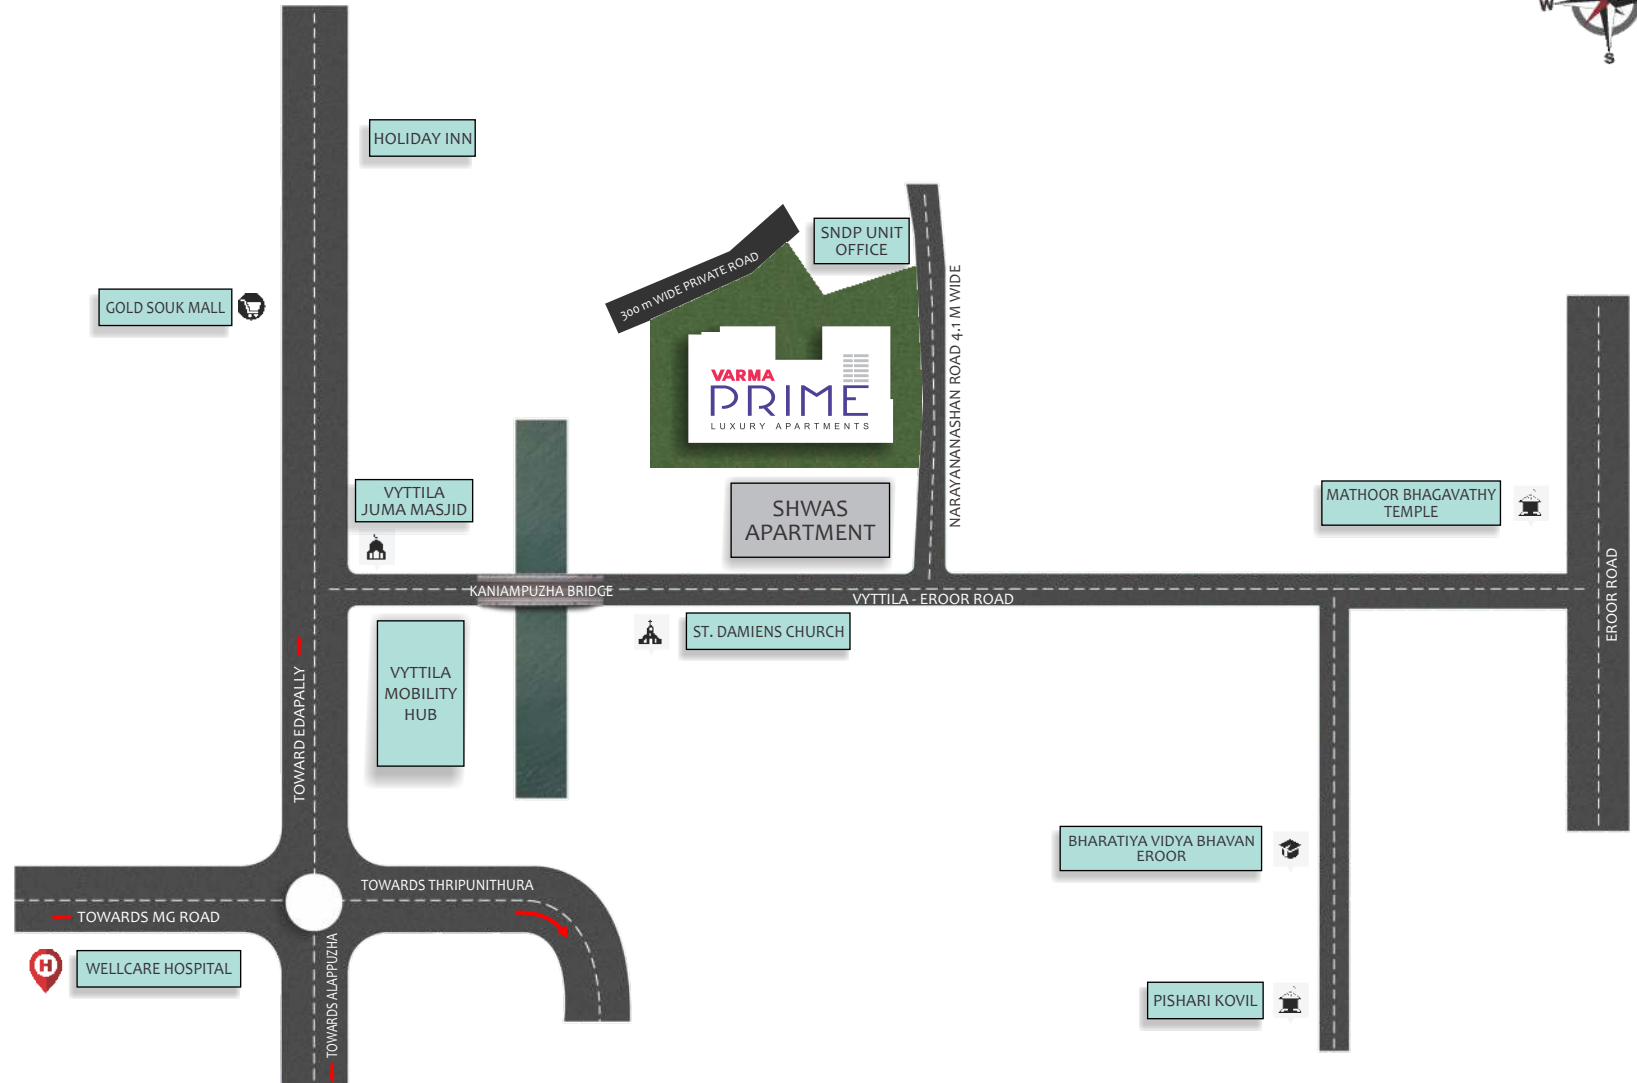 W
S
HOLIDAY INN
SNDP UNIT
OFFICE
300 m WIDE PRIVATE ROAD
GOLD SOUK MALL
NARAYANANASHAN ROAD 4.1 M WIDE
VARMA
PRIME
LUXURY APARTMENTS
VYTTILA
JUMA MASJID
SHWAS
APARTMENT
MATHOOR BHAGAVATHY
TEMPLE
KANIAMPUZHA BRIDGE
VYTTILA - EROOR ROAD
EROOR ROAD
ST. DAMIENS CHURCH
VYTTILA
MOBILITY
HUB
TOWARD EDAPALLY
BHARATIYA VIDYA BHAVAN
EROOR
TOWARDS THRIPUNITHURA
TOWARDS MG ROAD
H
WELLCARE HOSPITAL
TOWARDS ALAPPUZHA
PISHARI KOVIL